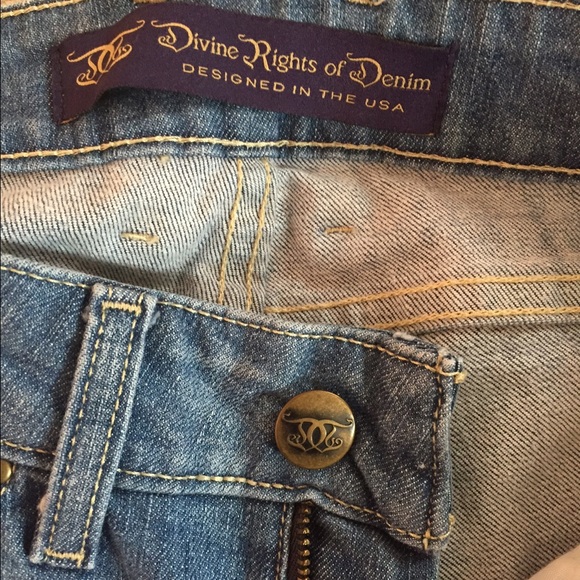 Divine Rights of Denim
DESIGNED IN THE USA